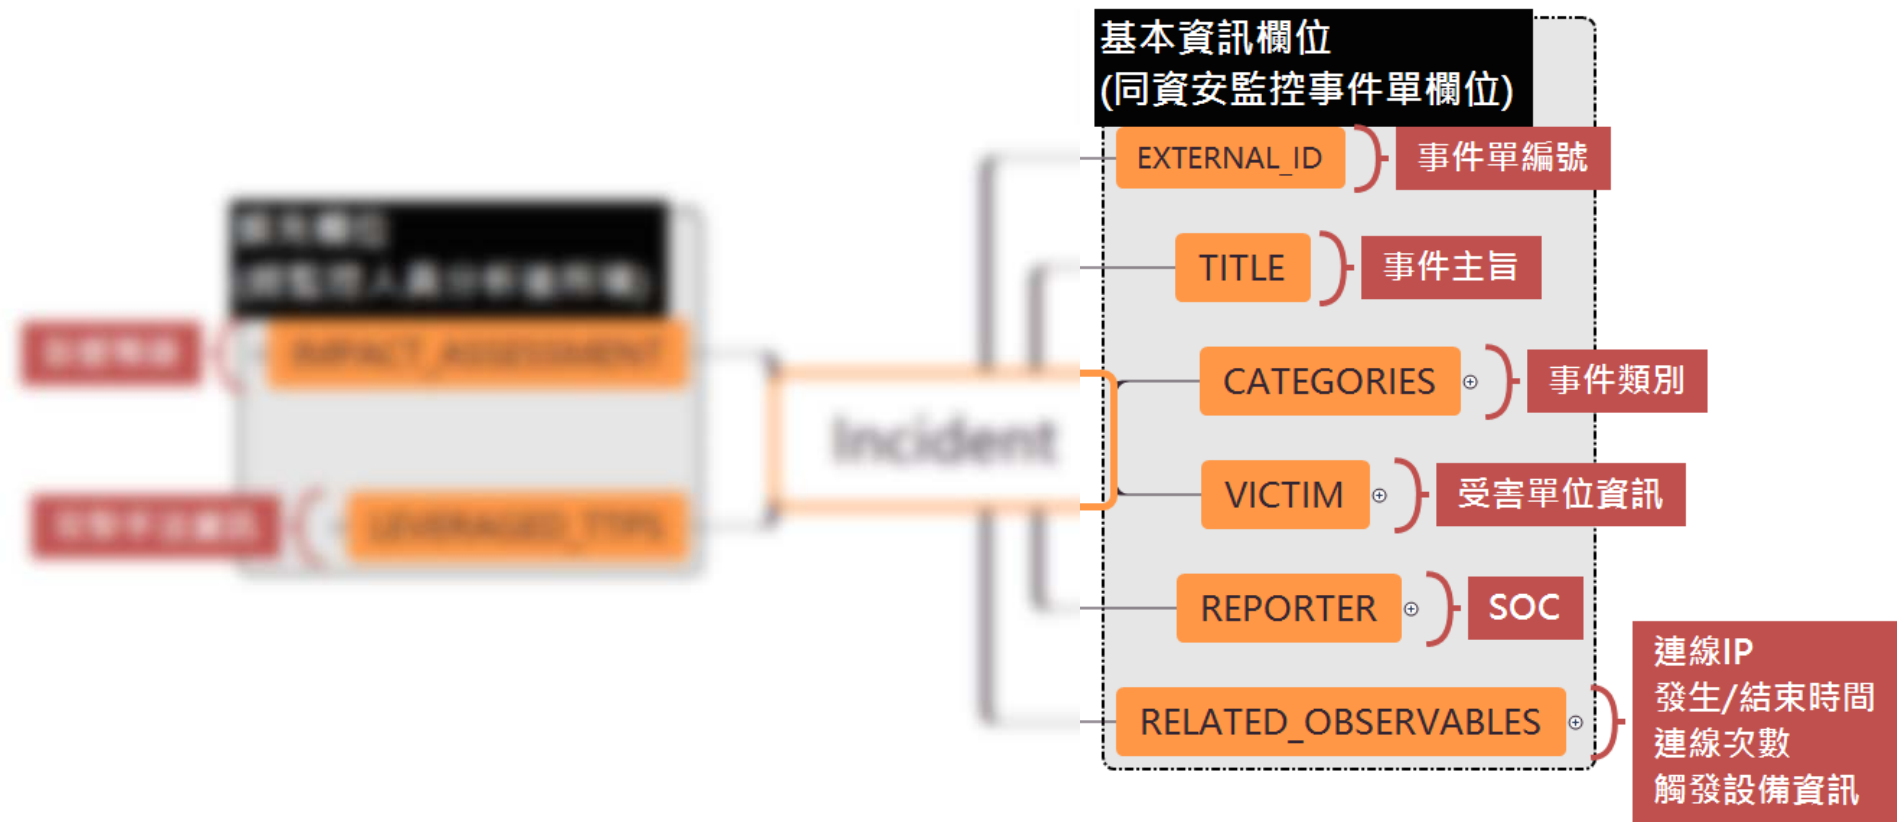 基本資訊欄位
(同資安監控事件單欄位)
EXTERNAL_ID
事件單編號
TITLE
事件主旨
CATEGORIES
事件類別
VICTIM
受害單位資訊
REPORTER
SOC
RELATED_OBSERVABLES
連線IP
發生/結束時間
連線次數
觸發設備資訊
IMPACT_ASSESSMENT
Incident
LEVERAGED_TTPS